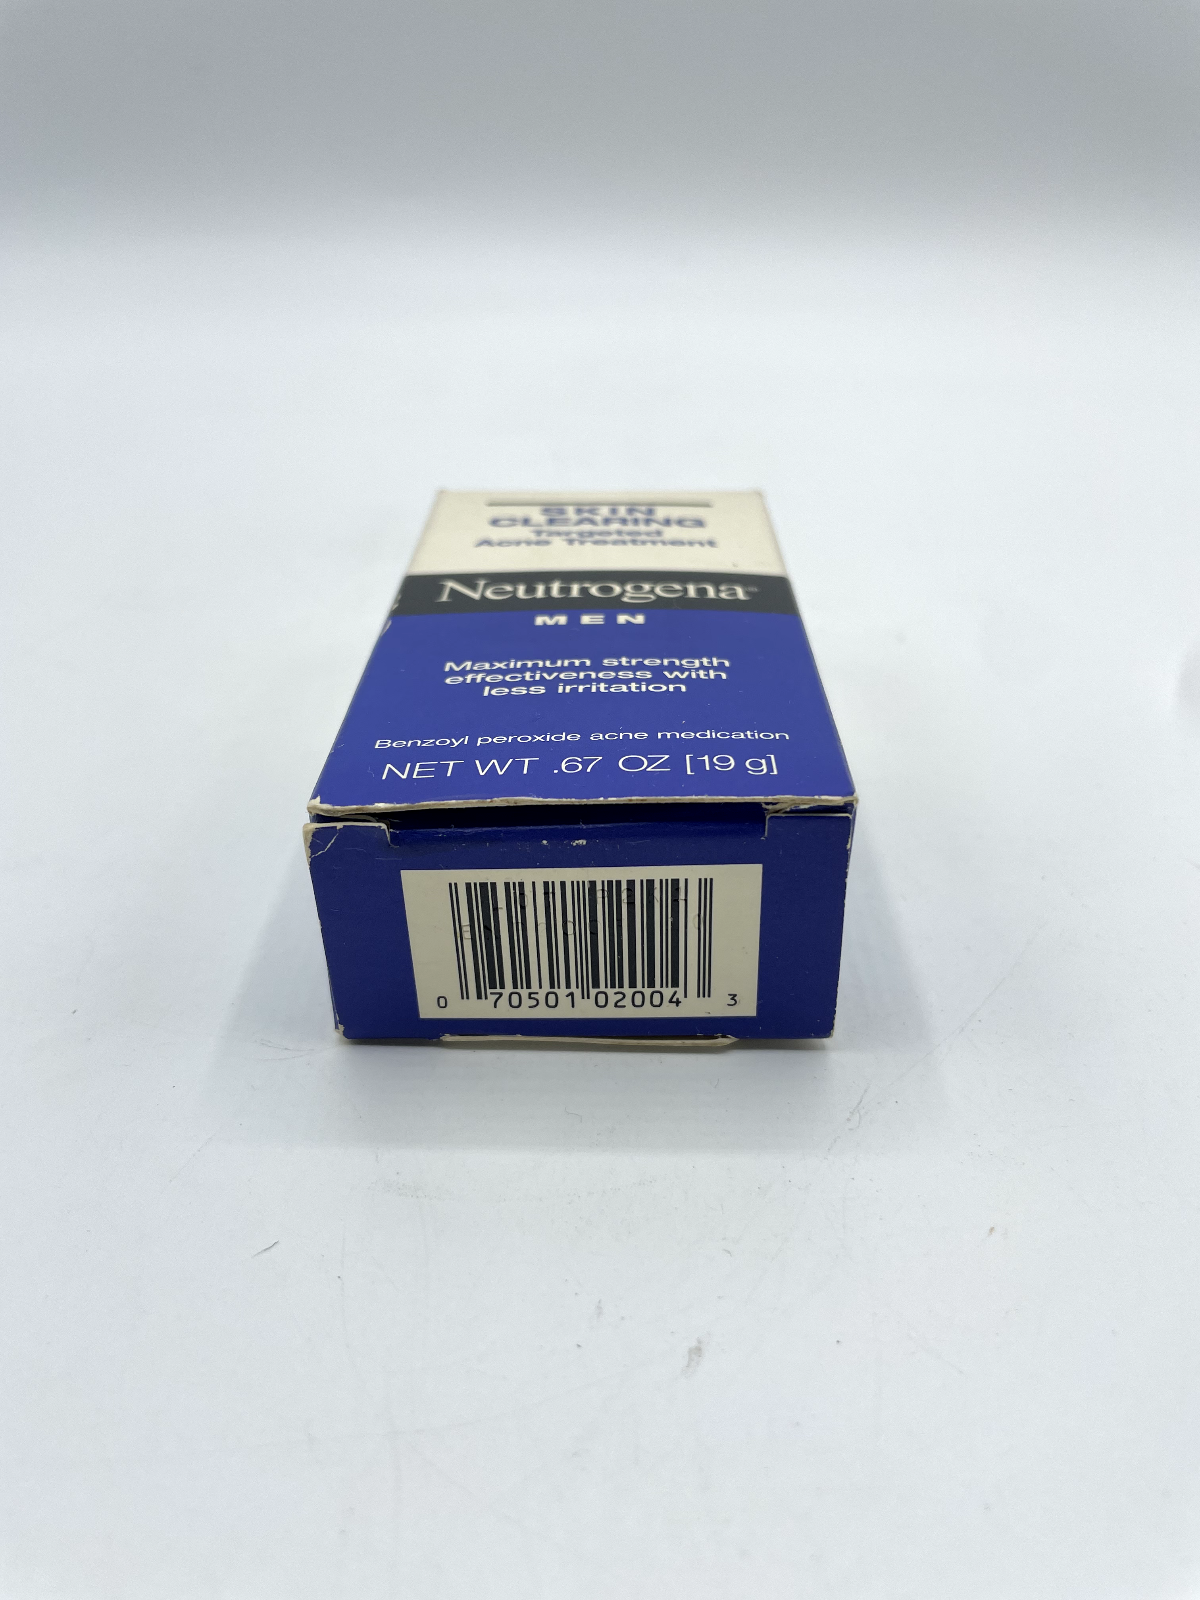 SKIN
CLEARING
Targeted
Acne Treatment
Neutrogena®
MEN
Maximum strength
effectiveness with
less irritation
Benzoyl peroxide acne medication
NET WT .67 OZ [19 g]
0 70501 02004 3